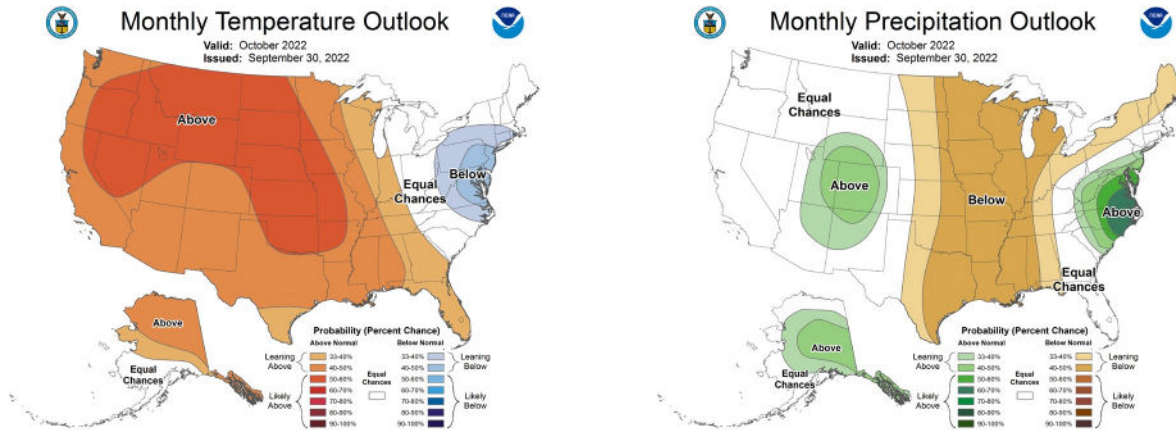 Monthly Temperature Outlook
Valid: October 2022
Issued: September 30, 2022
Above
Equal
Chances
Below
Above
Equal
Chances
Probability (Percent Chance)
Above Normal
Below Normal
Leaning
Above
33-40%
40-50%
50-60%
60-70%
70-80%
80-90%
90-100%
Likely
Above
Equal
Chances
33-40%
40-50%
50-60%
60-70%
70-80%
80-90%
90-100%
Leaning
Below
Likely
Below
Monthly Precipitation Outlook
Valid: October 2022
Issued: September 30, 2022
Equal
Chances
Above
Below
Above
Equal
Chances
Above
Equal
Chances
Probability (Percent Chance)
Above Normal
Below Normal
Leaning
Above
33-40%
40-50%
50-60%
60-70%
70-80%
80-90%
90-100%
Likely
Above
Equal
Chances
33-40%
40-50%
50-60%
60-70%
70-80%
80-90%
90-100%
Leaning
Below
Likely
Below